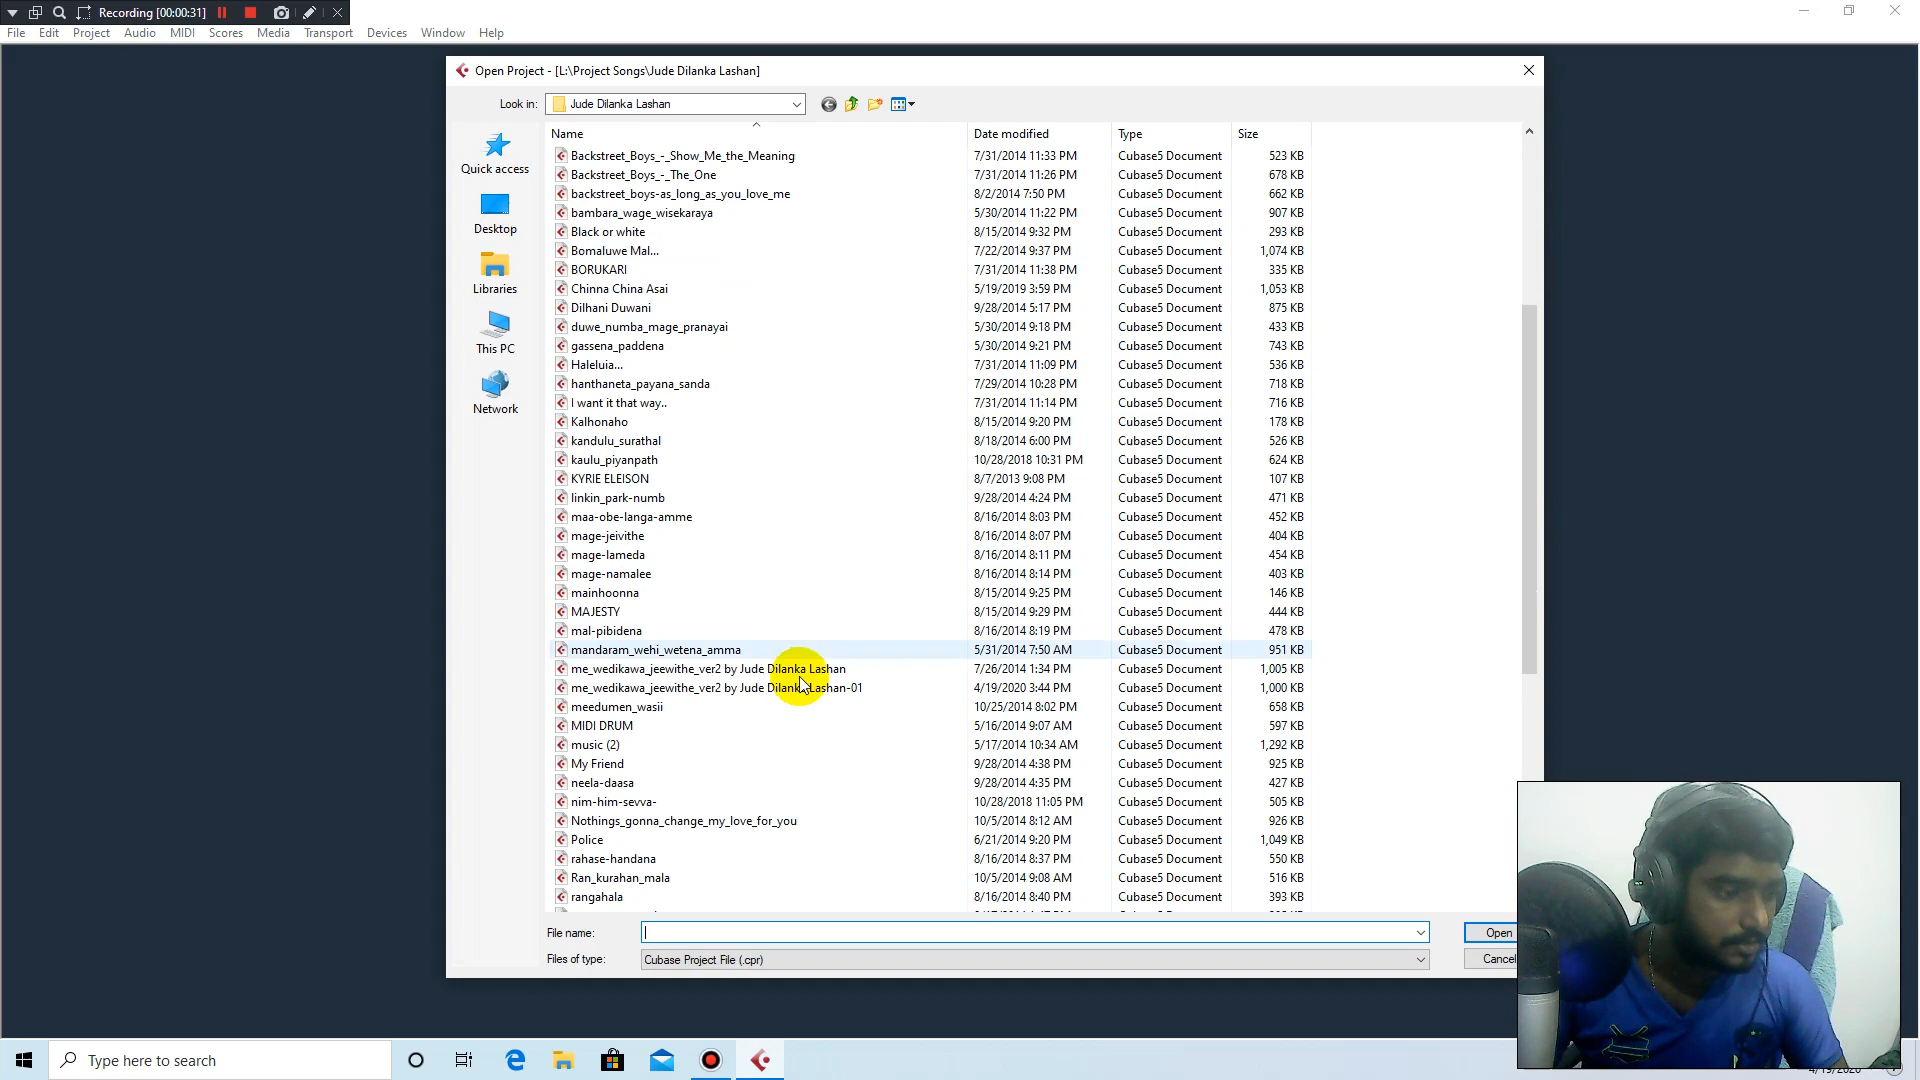 Recording [00:00:31]
File Edit Project Audio MIDI Scores Media Transport Devices Window Help
Open Project - [L:\Project Songs\Jude Dilanka Lashan]
Look in: Jude Dilanka Lashan
Name Date modified Type Size
Backstreet_Boys_-_Show_Me_the_Meaning 7/31/2014 11:33 PM Cubase5 Document 523 KB
Backstreet_Boys_-_The_One 7/31/2014 11:26 PM Cubase5 Document 678 KB
backstreet_boys-as_long_as_you_love_me 8/2/2014 7:50 PM Cubase5 Document 662 KB
bambara_wage_wisekaraya 5/30/2014 11:22 PM Cubase5 Document 907 KB
Black or white 8/15/2014 9:32 PM Cubase5 Document 293 KB
Bomaluwe Mal... 7/22/2014 9:37 PM Cubase5 Document 1,074 KB
BORUKARI 7/31/2014 11:38 PM Cubase5 Document 335 KB
Chinna China Asai 5/19/2019 3:59 PM Cubase5 Document 1,053 KB
Dilhani Duwani 9/28/2014 5:17 PM Cubase5 Document 875 KB
duwe_numba_mage_pranayai 5/30/2014 9:18 PM Cubase5 Document 433 KB
gassena_paddena 5/30/2014 9:21 PM Cubase5 Document 743 KB
Haleluia... 7/31/2014 11:09 PM Cubase5 Document 536 KB
hanthaneta_payana_sanda 7/29/2014 10:28 PM Cubase5 Document 718 KB
I want it that way.. 7/31/2014 11:14 PM Cubase5 Document 716 KB
Kalhonaho 8/15/2014 9:20 PM Cubase5 Document 178 KB
kandulu_surathal 8/18/2014 6:00 PM Cubase5 Document 526 KB
kaulu_piyanpath 10/28/2018 10:31 PM Cubase5 Document 624 KB
KYRIE ELEISON 8/7/2013 9:08 PM Cubase5 Document 107 KB
linkin_park-numb 9/28/2014 4:24 PM Cubase5 Document 471 KB
maa-obe-langa-amme 8/16/2014 8:03 PM Cubase5 Document 452 KB
mage-jeivithe 8/16/2014 8:07 PM Cubase5 Document 404 KB
mage-lameda 8/16/2014 8:11 PM Cubase5 Document 454 KB
mage-namalee 8/16/2014 8:14 PM Cubase5 Document 403 KB
mainhoonna 8/15/2014 9:25 PM Cubase5 Document 146 KB
MAJESTY 8/15/2014 9:29 PM Cubase5 Document 444 KB
mal-pibidena 8/16/2014 8:19 PM Cubase5 Document 478 KB
mandaram_wehi_wetena_amma 5/31/2014 7:50 AM Cubase5 Document 951 KB
me_wedikawa_jeewithe_ver2 by Jude Dilanka Lashan 7/26/2014 1:34 PM Cubase5 Document 1,005 KB
me_wedikawa_jeewithe_ver2 by Jude Dilanka Lashan-01 4/19/2020 3:44 PM Cubase5 Document 1,000 KB
meedumen_wasii 10/25/2014 8:02 PM Cubase5 Document 658 KB
MIDI DRUM 5/16/2014 9:07 AM Cubase5 Document 597 KB
music (2) 5/17/2014 10:34 AM Cubase5 Document 1,292 KB
My Friend 9/28/2014 4:38 PM Cubase5 Document 925 KB
neela-daasa 9/28/2014 4:35 PM Cubase5 Document 427 KB
nim-him-sevva- 10/28/2018 11:05 PM Cubase5 Document 505 KB
Nothings_gonna_change_my_love_for_you 10/5/2014 8:12 AM Cubase5 Document 926 KB
Police 6/21/2014 9:20 PM Cubase5 Document 1,049 KB
rahase-handana 8/16/2014 8:37 PM Cubase5 Document 550 KB
Ran_kurahan_mala 10/5/2014 9:08 AM Cubase5 Document 516 KB
rangahala 8/16/2014 8:40 PM Cubase5 Document 393 KB
Quick access
Desktop
Libraries
This PC
Network
File name: Open
Files of type: Cubase Project File (.cpr) Cancel
Type here to search
4/19/2020